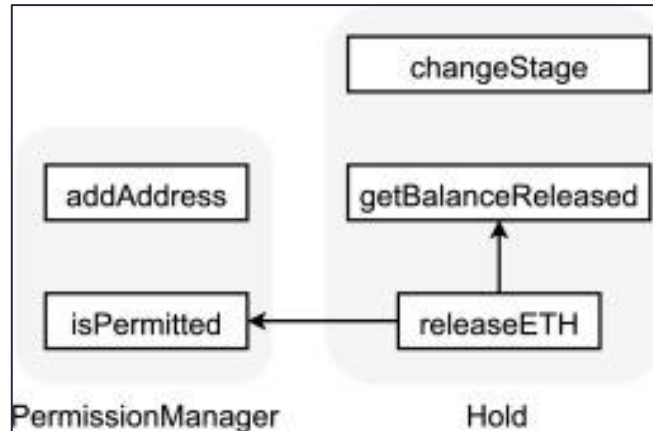 changeStage
addAddress
getBalanceReleased
isPermitted
releaseETH
PermissionManager
Hold